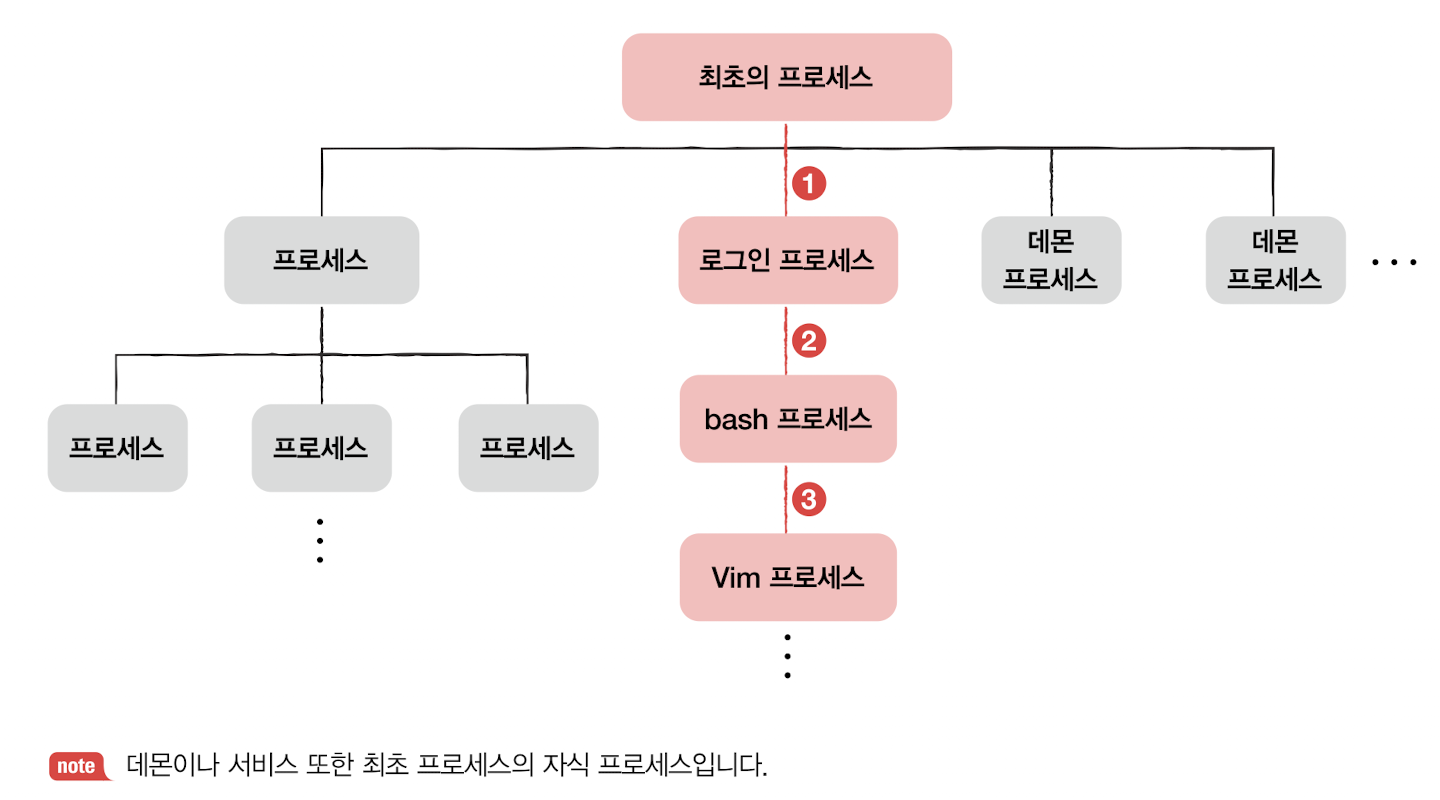 최초의 프로세스
1
프로세스
로그인 프로세스
데몬
프로세스
데몬
프로세스
2
프로세스
프로세스
프로세스
bash 프로세스
3
Vim 프로세스
note 데몬이나 서비스 또한 최초 프로세스의 자식 프로세스입니다.